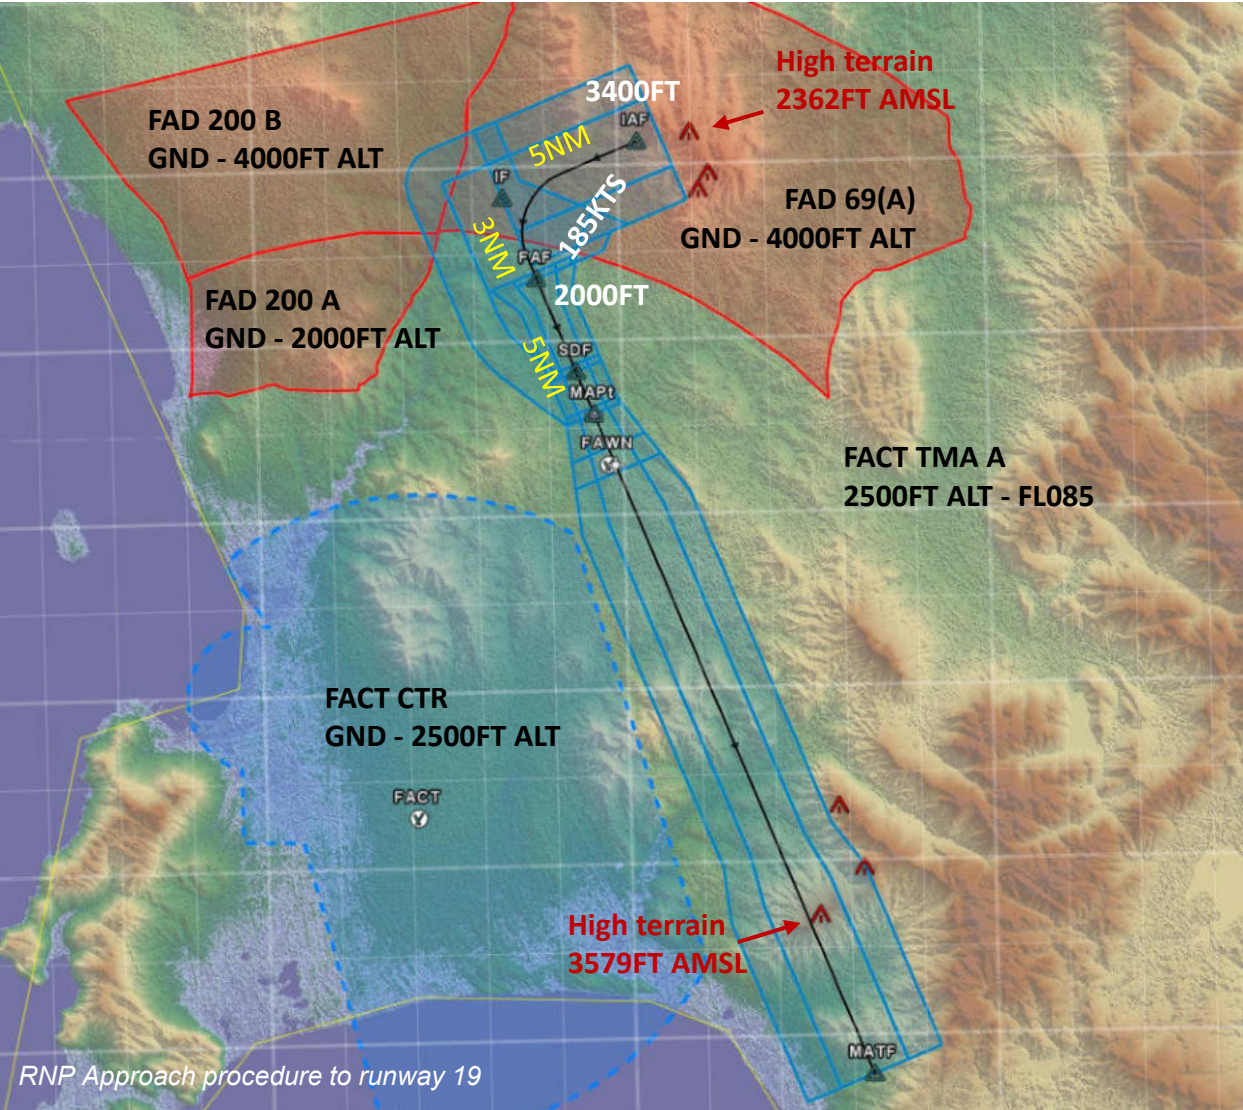 High terrain
2362FT AMSL
3400FT
IAF
FAD 200 B
GND - 4000FT ALT
5NM
IF
185KTS
FAD 69(A)
GND - 4000FT ALT
3NM
FAF
2000FT
FAD 200 A
GND - 2000FT ALT
SDF
5NM
MAPt
FAWN
FACT TMA A
2500FT ALT - FL085
FACT CTR
GND - 2500FT ALT
FACT
High terrain
3579FT AMSL
MATF
RNP Approach procedure to runway 19